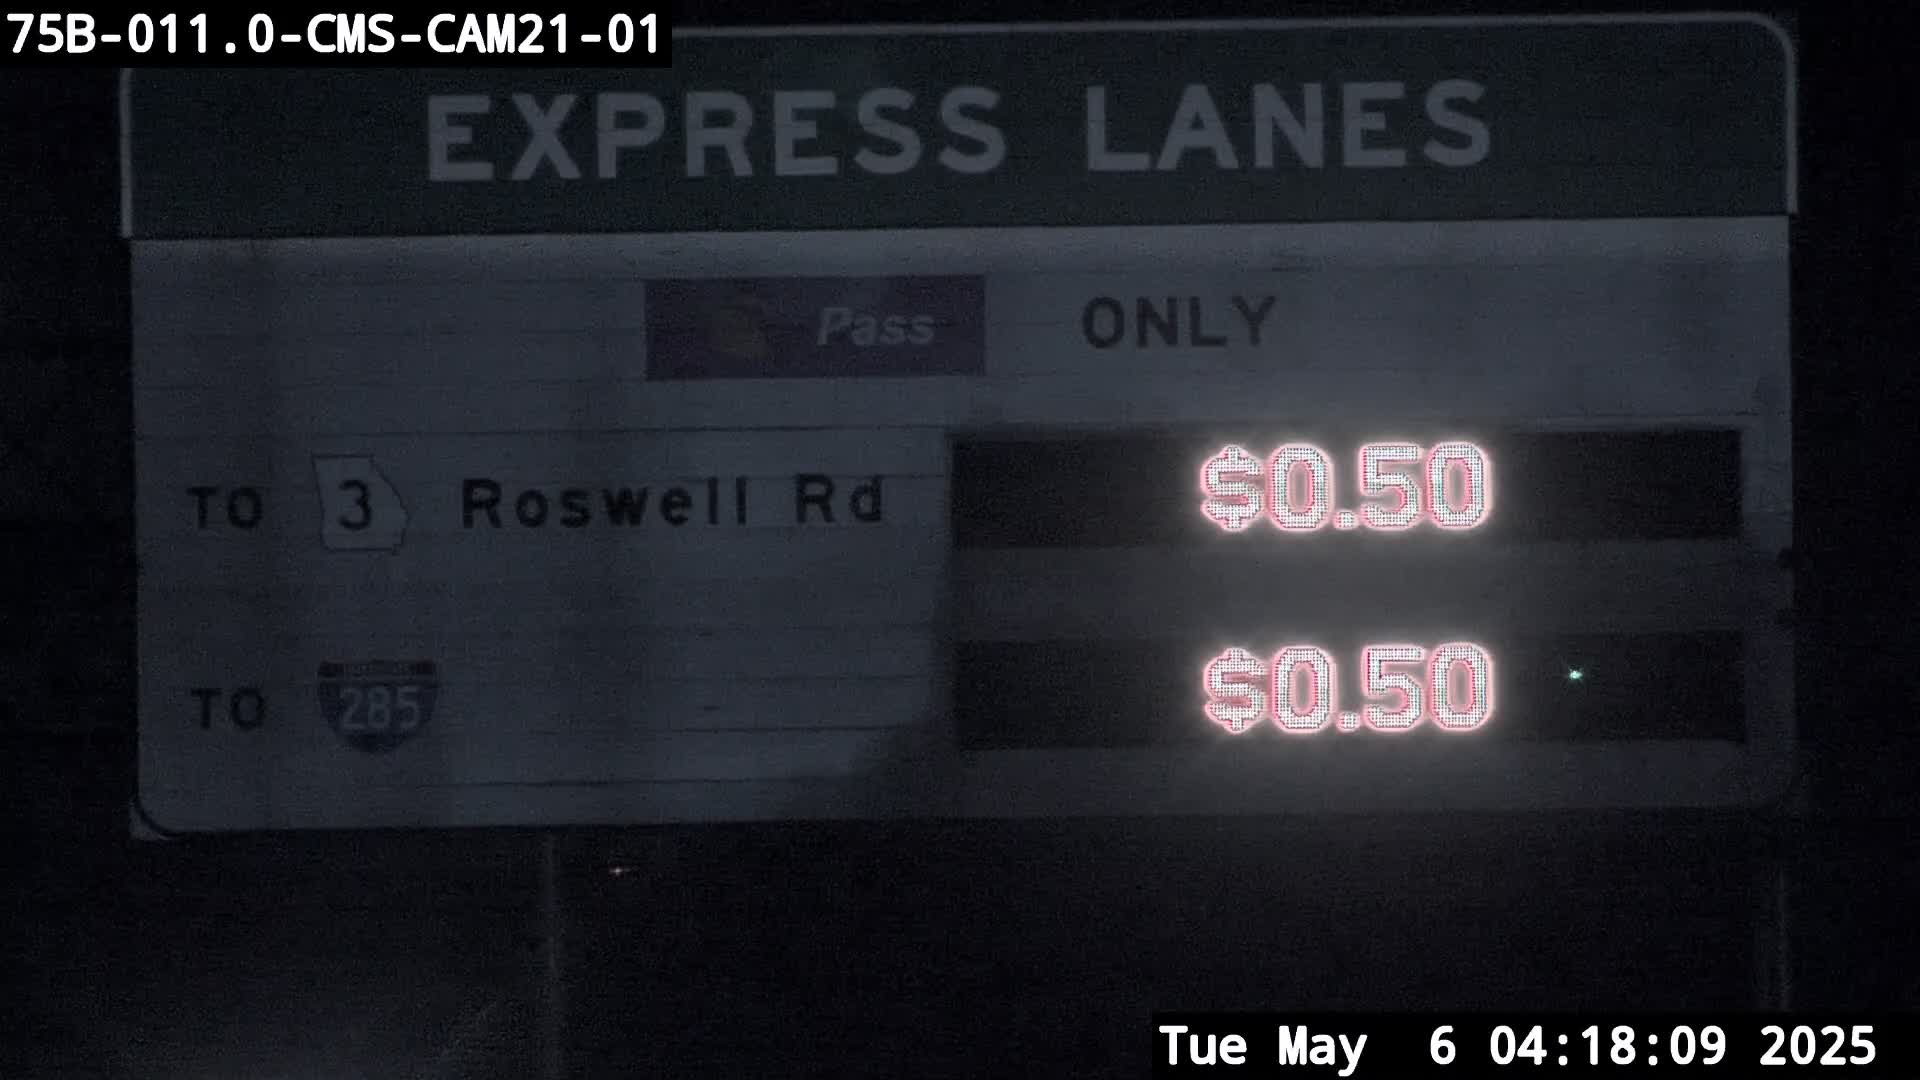 75B-011.0-CMS-CAM21-01
EXPRESS LANES
Pass ONLY
TO 3 Roswell Rd $0.50
TO 285 $0.50
Tue May 6 04:18:09 2025